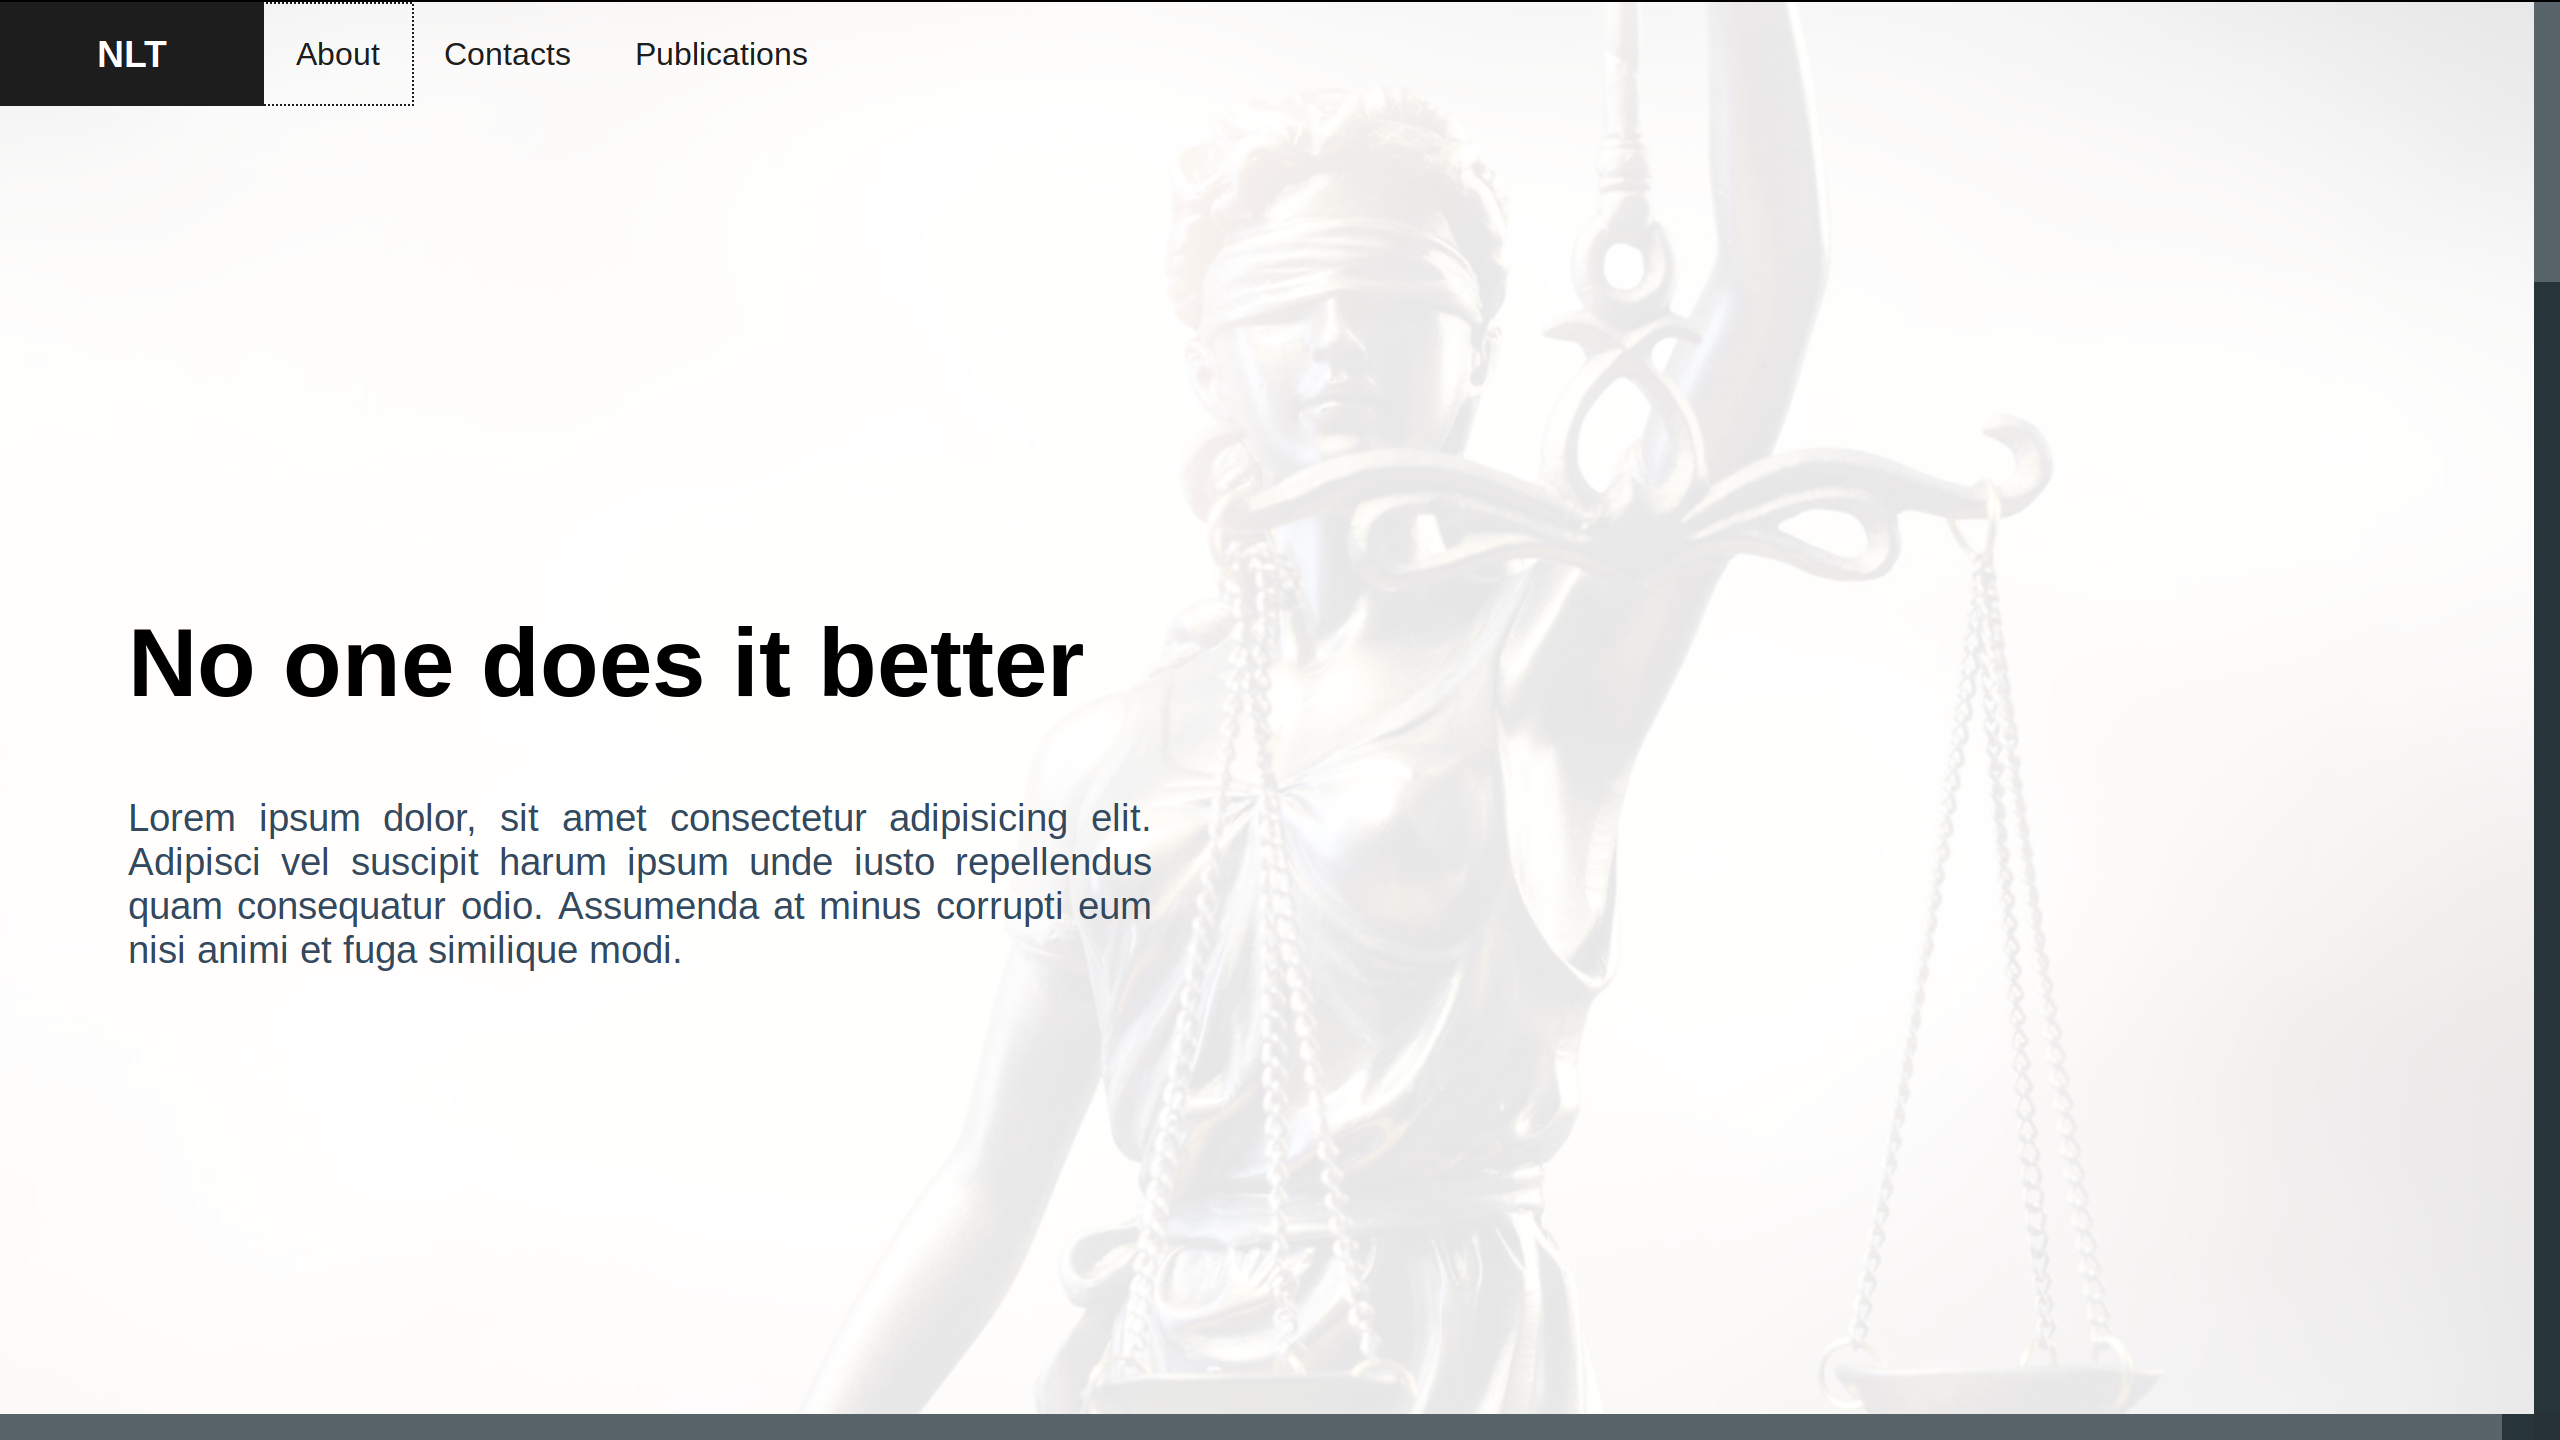 NLT
About
Contacts
Publications
No one does it better
Lorem ipsum dolor, sit amet consectetur adipisicing elit.
Adipisci vel suscipit harum ipsum unde iusto repellendus
quam consequatur odio. Assumenda at minus corrupti eum
nisi animi et fuga similique modi.